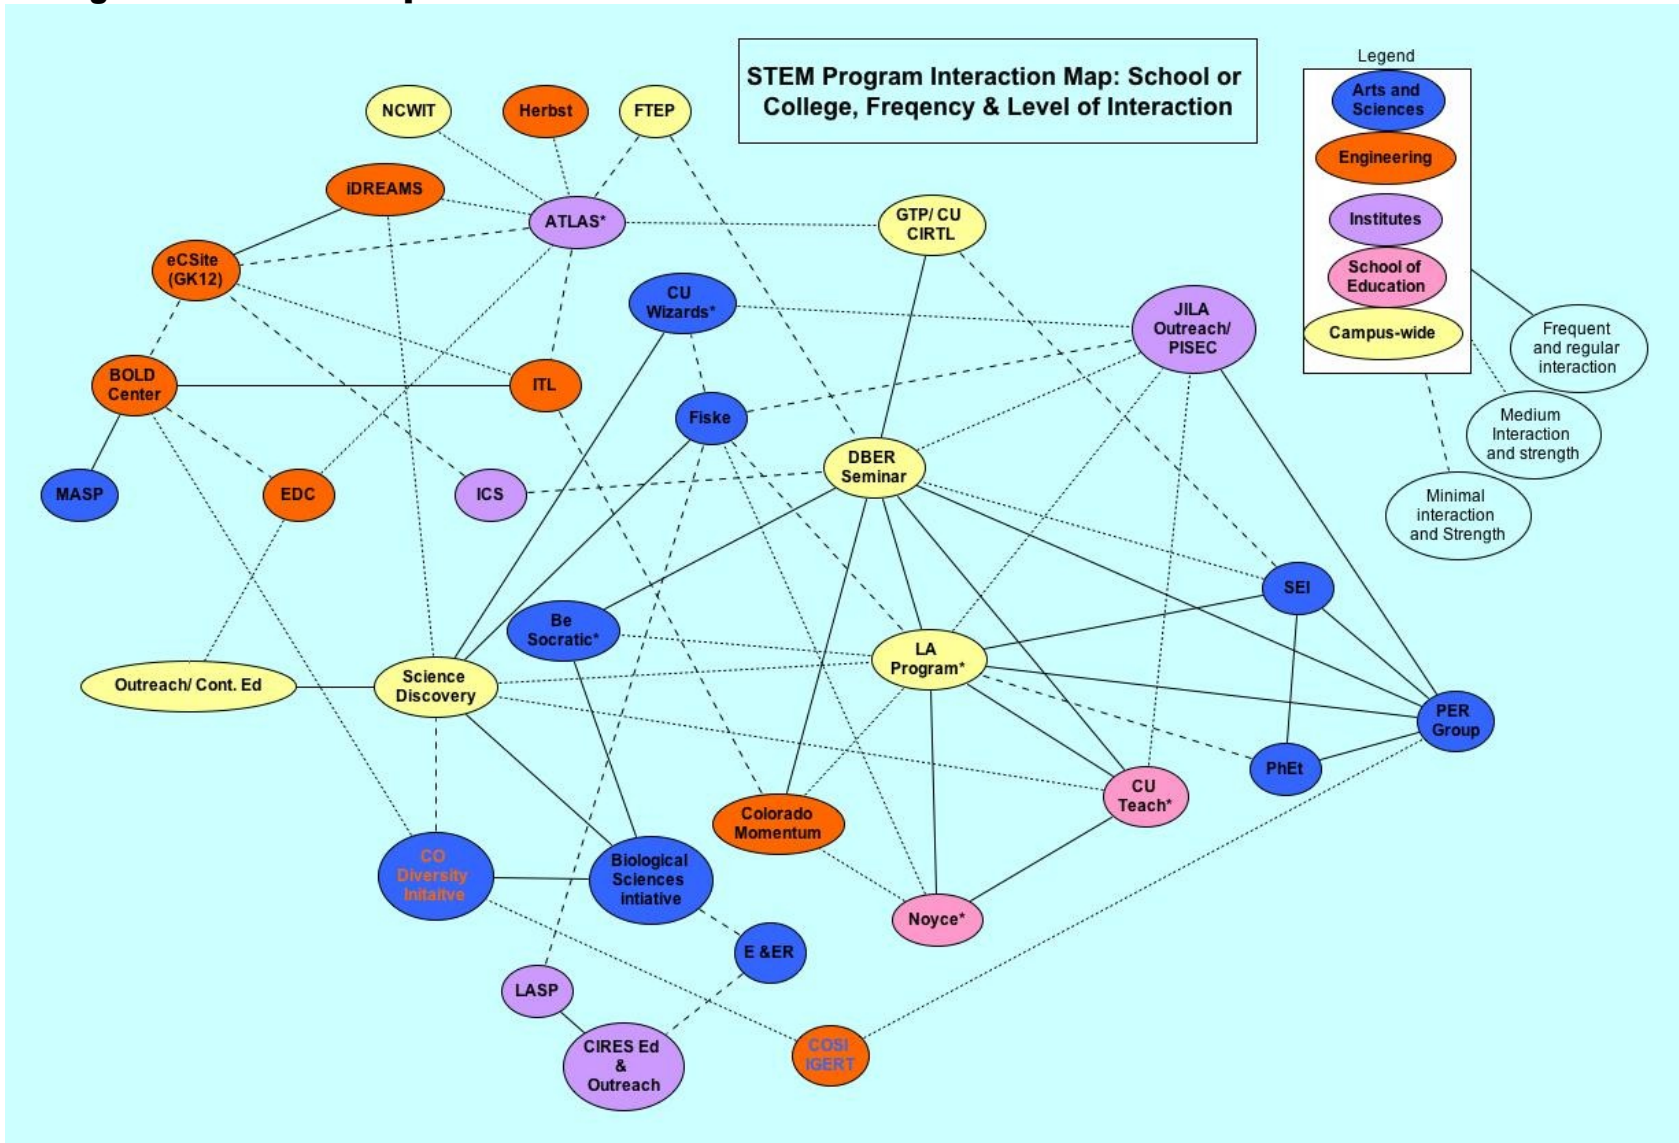 STEM Program Interaction Map: School or
College, Freqency & Level of Interaction
Legend
Arts and
Sciences
Engineering
Institutes
School of
Education
Campus-wide
Frequent
and regular
interaction
Medium
Interaction
and strength
Minimal
interaction
and Strength
NCWIT
Herbst
FTEP
iDREAMS
ATLAS*
GTP/ CU
CIRTL
eCSite
(GK12)
CU
Wizards*
JILA
Outreach/
PISEC
BOLD
Center
ITL
Fiske
DBER
Seminar
MASP
EDC
ICS
SEI
Be
Socratic*
LA
Program*
Outreach/ Cont. Ed
Science
Discovery
PER
Group
PhEt
CU
Teach*
Colorado
Momentum
CO
Diversity
Initaitve
Biological
Sciences
intiative
Noyce*
E &ER
LASP
CIRES Ed
&
Outreach
COSI
IGERT